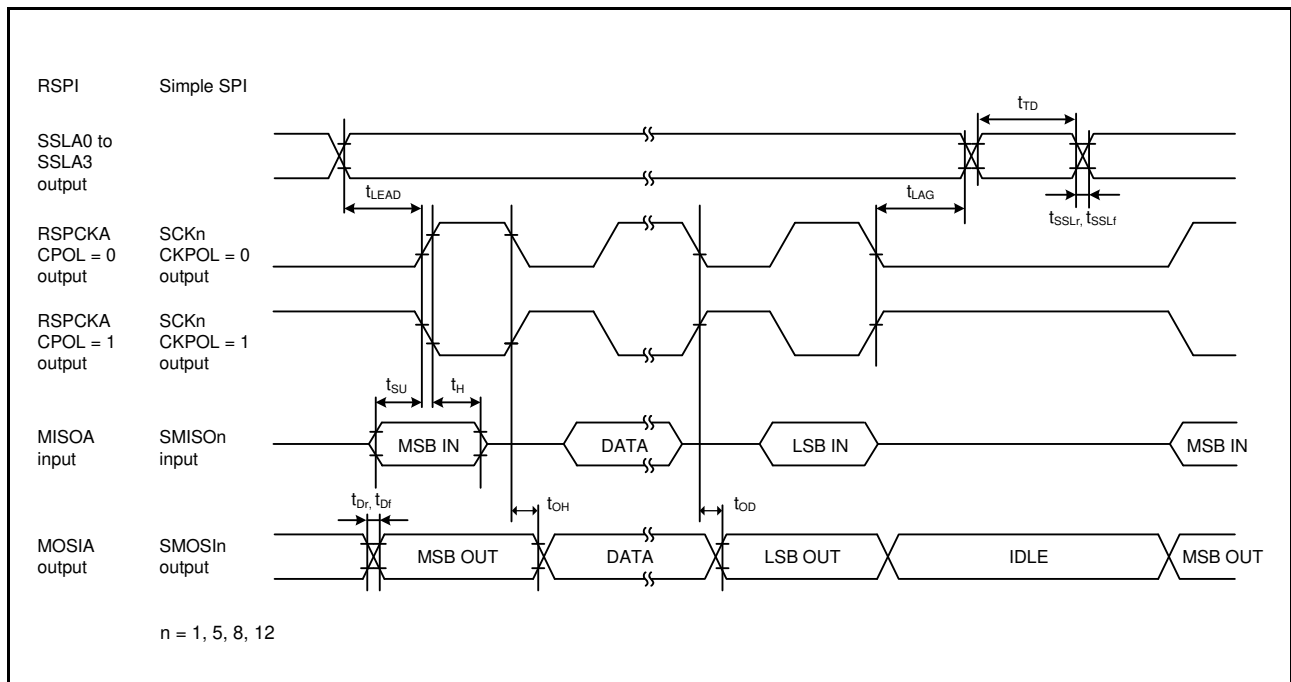 RSPI Simple SPI
tTD
SSLA0 to
SSLA3
output
tLEAD
tLAG
tSSLr, tSSLf
RSPCKA SCKn
CPOL = 0 CKPOL = 0
output output
RSPCKA SCKn
CPOL = 1 CKPOL = 1
output output
tSU tH
MISOA SMISOn
input input
MSB IN DATA LSB IN MSB IN
tDr, tDf tOH tOD
MOSIA SMOSIn
output output
MSB OUT DATA LSB OUT IDLE MSB OUT
n = 1, 5, 8, 12